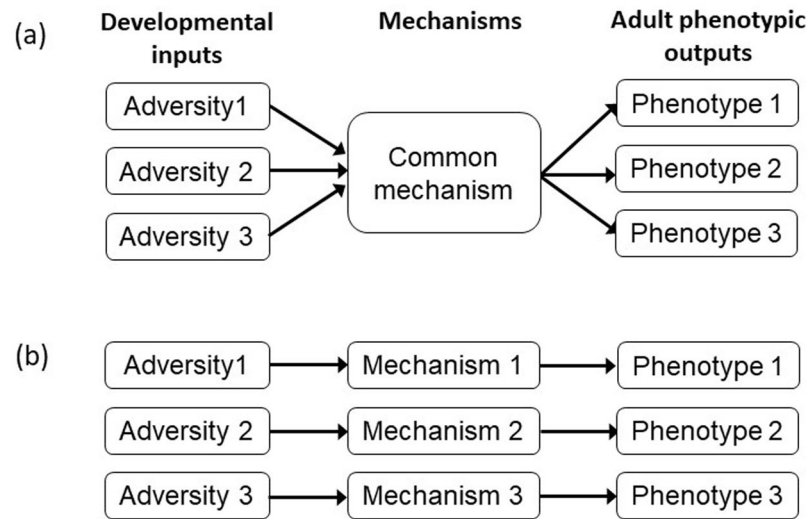 (a)
Developmental
inputs
Mechanisms
Adult phenotypic
outputs
Adversity1
Adversity 2
Adversity 3
Common
mechanism
Phenotype 1
Phenotype 2
Phenotype 3
(b)
Adversity1
Mechanism 1
Phenotype 1
Adversity 2
Mechanism 2
Phenotype 2
Adversity 3
Mechanism 3
Phenotype 3